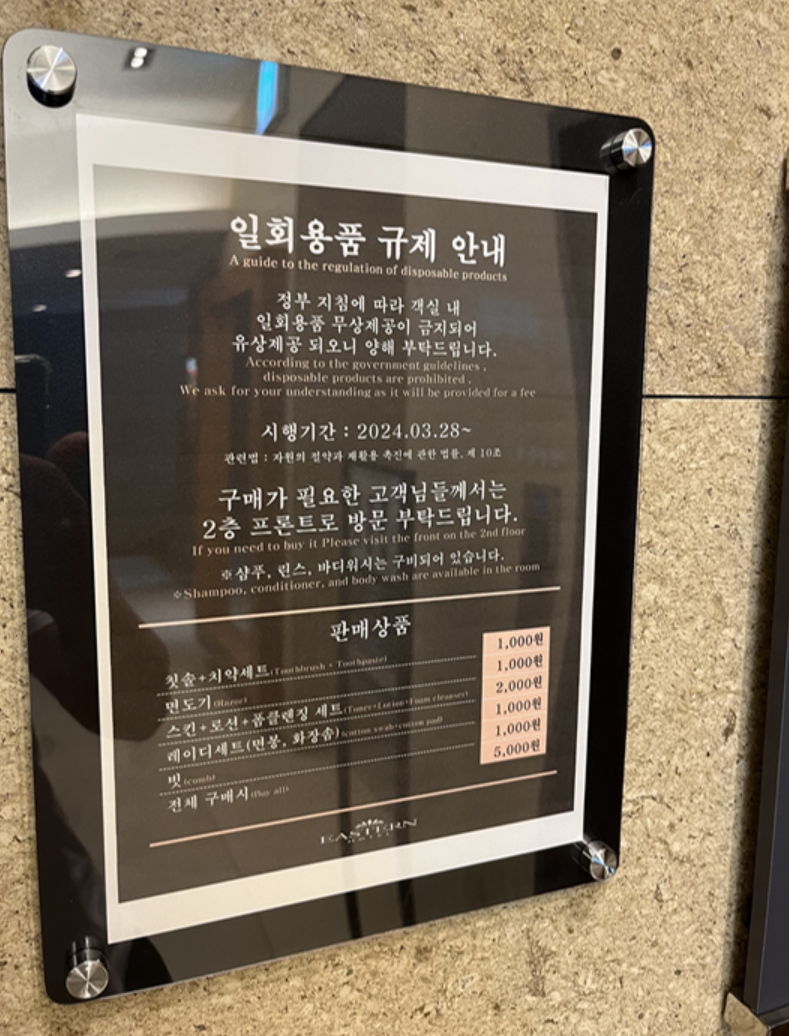 일회용품 규제 안내
A guide to the regulation of disposable products
정부 지침에 따라 객실 내
일회용품 무상제공이 금지되어
유상제공 되오니 양해 부탁드립니다.
According to the government guidelines ,
disposable products are prohibited .
We ask for your understanding as it will be provided for a fee
시행기간 : 2024.03.28~
관련법 : 자원의 절약과 재활용 촉진에 관한 법률. 제 10조
구매가 필요한 고객님들께서는
2층 프론트로 방문 부탁드립니다.
If you need to buy it Please visit the front on the 2nd floor
※샴푸, 린스, 바디워시는 구비되어 있습니다.
※Shampoo, conditioner, and body wash are available in the room
판매상품
칫솔+치약세트(Toothbrush + Toothpaste) 1,000원
면도기(Razor) 1,000원
스킨+로션+폼클렌징 세트(Toner+Lotion+Foam cleanser) 2,000원
레이디세트(면봉, 화장솜)(cotton swab+cotton pad) 1,000원
빗(comb) 1,000원
전체 구매시(Buy all) 5,000원
EASTERN